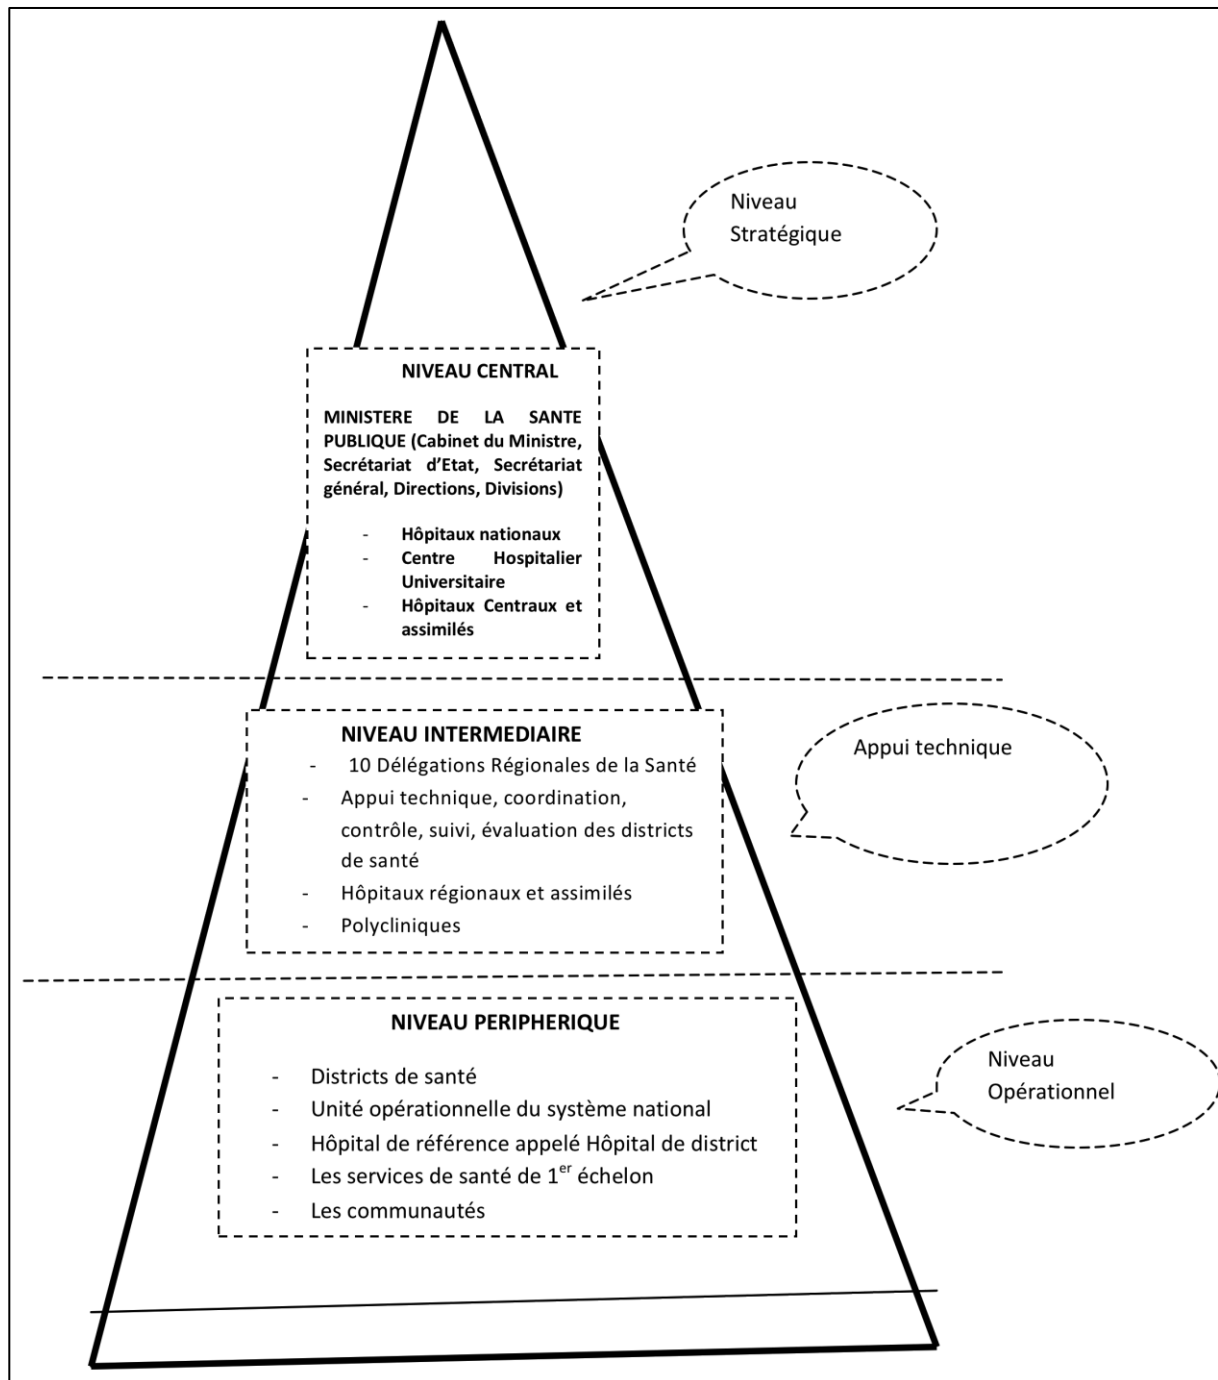 Niveau
Stratégique
NIVEAU CENTRAL
MINISTERE DE LA SANTE
PUBLIQUE (Cabinet du Ministre,
Secrétariat d'Etat, Secrétariat
général, Directions, Divisions)
- Hôpitaux nationaux
- Centre Hospitalier
Universitaire
- Hôpitaux Centraux et
assimilés
NIVEAU INTERMEDIAIRE
- 10 Délégations Régionales de la Santé
- Appui technique, coordination,
contrôle, suivi, évaluation des districts
de santé
- Hôpitaux régionaux et assimilés
- Polycliniques
Appui technique
NIVEAU PERIPHERIQUE
- Districts de santé
- Unité opérationnelle du système national
- Hôpital de référence appelé Hôpital de district
- Les services de santé de 1er échelon
- Les communautés
Niveau
Opérationnel